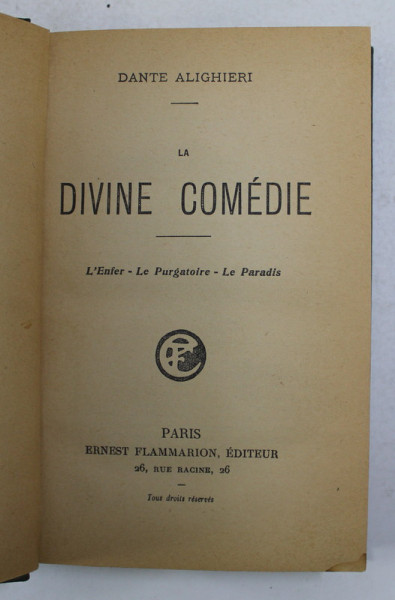 DANTE ALIGHIERI
LA
DIVINE COMÉDIE
L'Enfer - Le Purgatoire - Le Paradis
PARIS
ERNEST FLAMMARION, ÉDITEUR
26, RUE RACINE, 26
Tous droits réservés